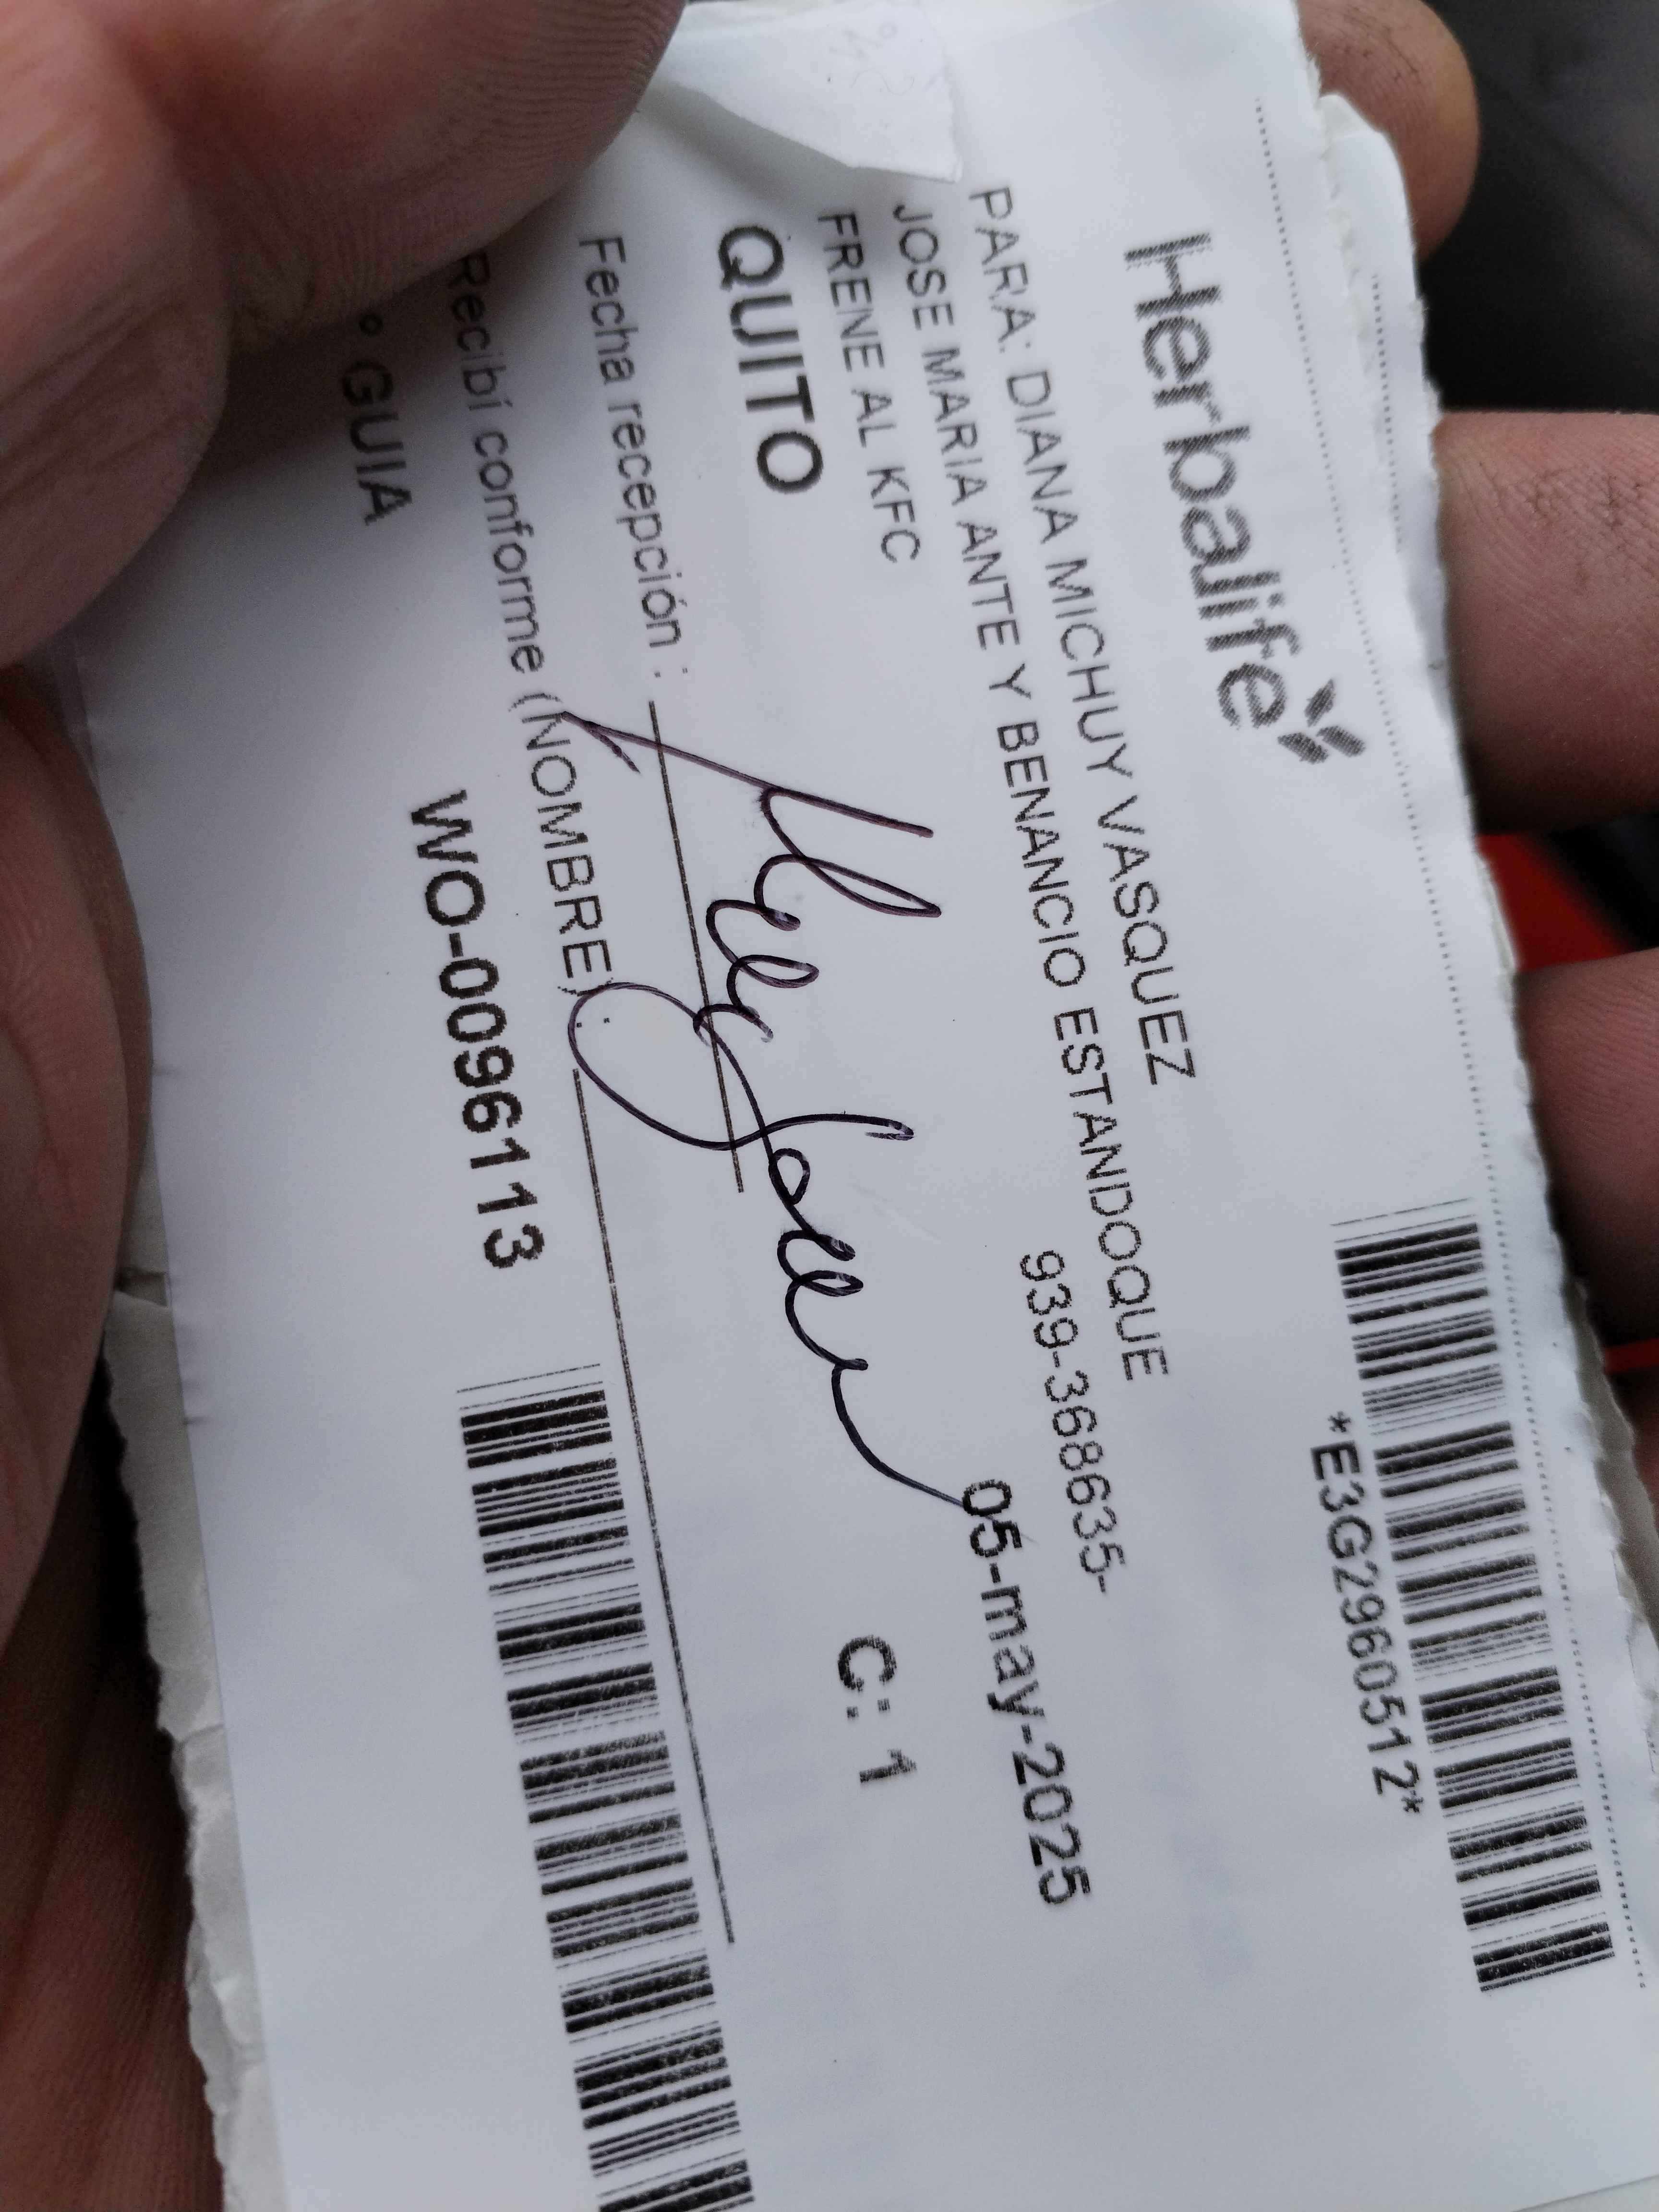 Herbalife
*E3G2960512*
PARA: DIANA MICHUY VASQUEZ
JOSE MARIA ANTE Y BENANCIO ESTANDOQUE
FRENE AL KFC
939-368635-
QUITO
05-may-2025
C: 1
Fecha recepción :
Recibí conforme (NOMBRE) :
° GUIA
WO-0096113